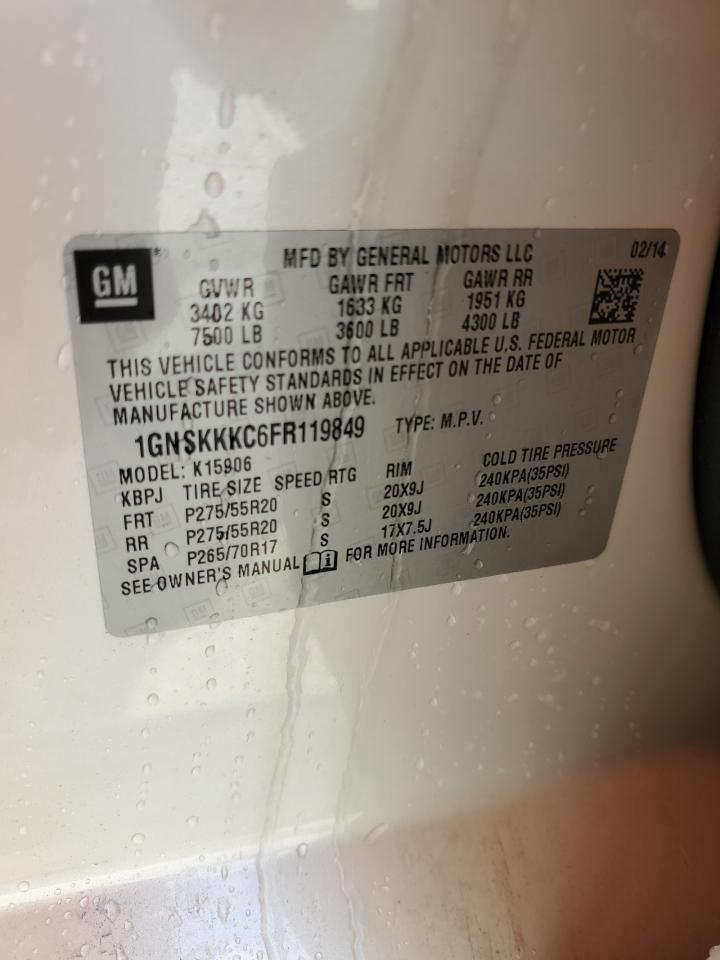 GM
MFD BY GENERAL MOTORS LLC 02/14
GVWR GAWR FRT GAWR RR
3402 KG 1633 KG 1951 KG
7500 LB 3600 LB 4300 LB
THIS VEHICLE CONFORMS TO ALL APPLICABLE U.S. FEDERAL MOTOR
VEHICLE SAFETY STANDARDS IN EFFECT ON THE DATE OF
MANUFACTURE SHOWN ABOVE.
1GNSKKKC6FR119849 TYPE: M.P.V.
MODEL: K15906
KBPJ TIRE SIZE SPEED RTG RIM COLD TIRE PRESSURE
FRT P275/55R20 S 20X9J 240KPA(35PSI)
RR P275/55R20 S 20X9J 240KPA(35PSI)
SPA P265/70R17 S 17X7.5J 240KPA(35PSI)
SEE OWNER'S MANUAL i FOR MORE INFORMATION.